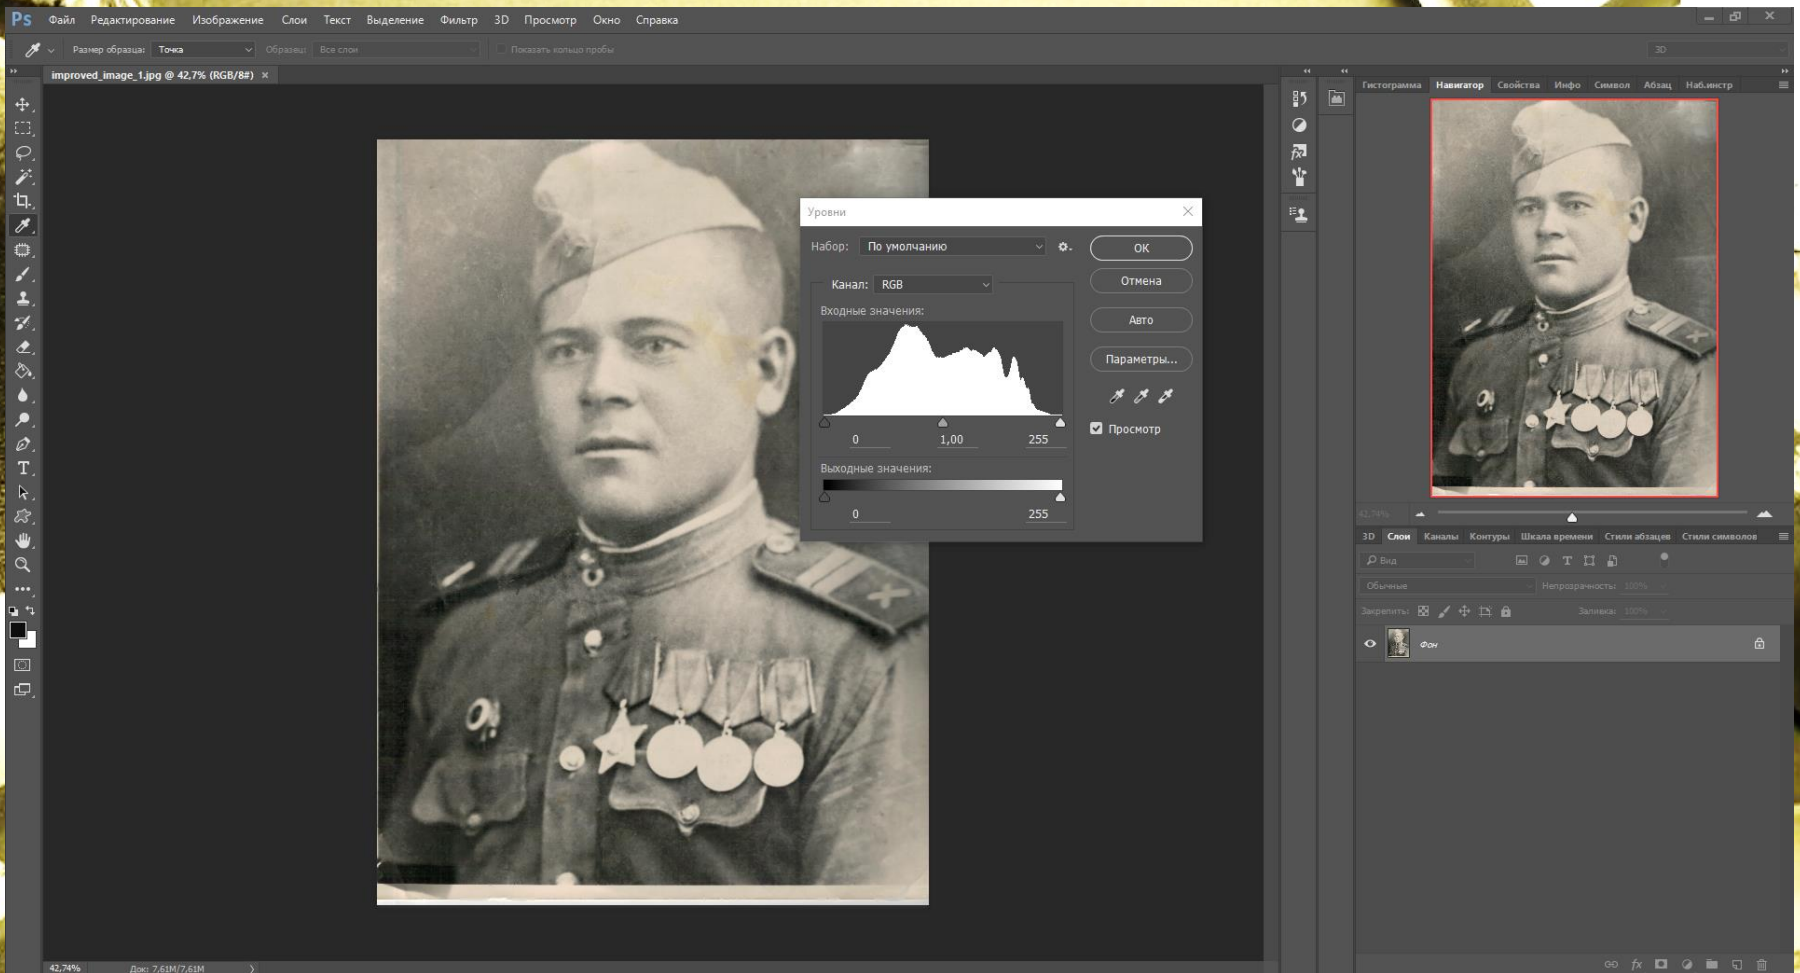 Ps Файл Редактирование Изображение Слои Текст Выделение Фильтр 3D Просмотр Окно Справка
Размер образца: Точка Образец: Все слои Показать кольцо пробы 3D
improved_image_1.jpg @ 42,7% (RGB/8#) ×
Гистограмма Навигатор Свойства Инфо Символ Абзац Наб.инстр
Уровни
Набор: По умолчанию
OK
Канал: RGB
Отмена
Входные значения:
Авто
Параметры...
Просмотр
0 1,00 255
Выходные значения:
0 255
42,74%
3D Слои Каналы Контуры Шкала времени Стили абзацев Стили символов
Вид
Обычные Непрозрачность: 100%
Закрепить: Заливка: 100%
Фон
42,74% Док: 7,61M/7,61M